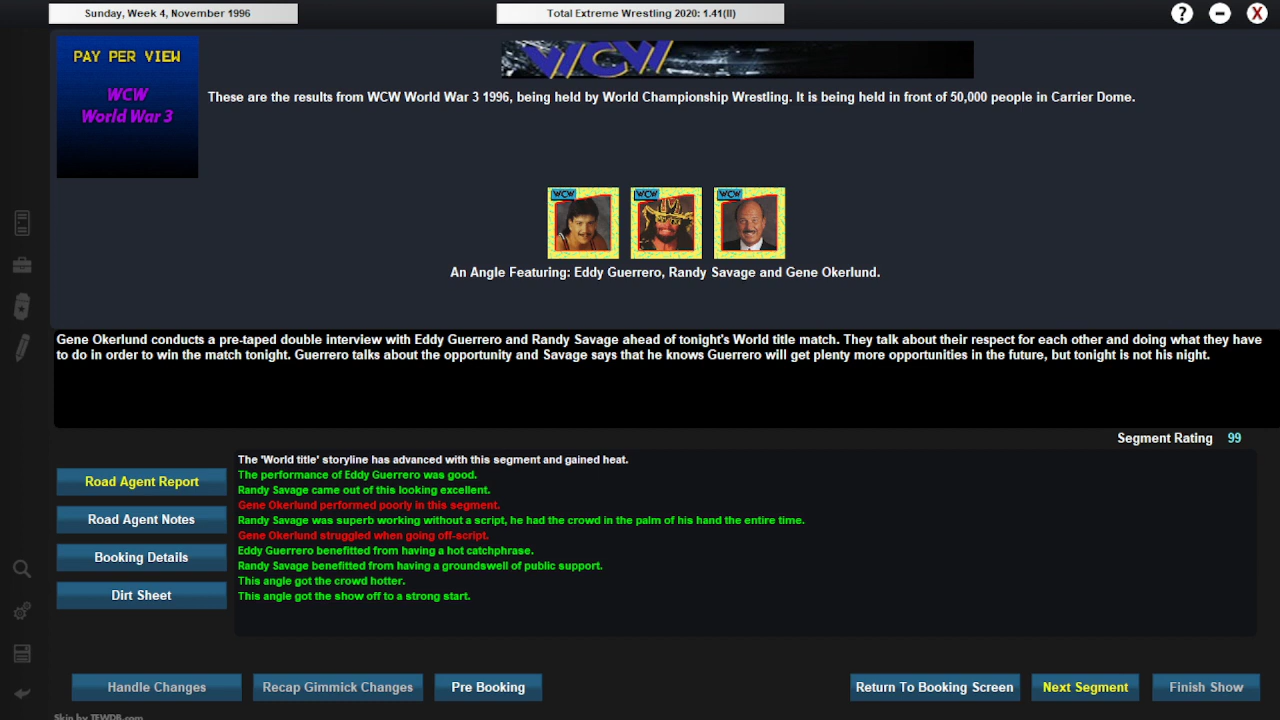 Sunday, Week 4, November 1996
Total Extreme Wrestling 2020: 1.41(II)
?
X
PAY PER VIEW
WCW
World War 3
WCW
These are the results from WCW World War 3 1996, being held by World Championship Wrestling. It is being held in front of 50,000 people in Carrier Dome.
WCW WCW WCW
An Angle Featuring: Eddy Guerrero, Randy Savage and Gene Okerlund.
Gene Okerlund conducts a pre-taped double interview with Eddy Guerrero and Randy Savage ahead of tonight's World title match. They talk about their respect for each other and doing what they have
to do in order to win the match tonight. Guerrero talks about the opportunity and Savage says that he knows Guerrero will get plenty more opportunities in the future, but tonight is not his night.
Segment Rating 99
The 'World title' storyline has advanced with this segment and gained heat.
The performance of Eddy Guerrero was good.
Randy Savage came out of this looking excellent.
Gene Okerlund performed poorly in this segment.
Randy Savage was superb working without a script, he had the crowd in the palm of his hand the entire time.
Gene Okerlund struggled when going off-script.
Eddy Guerrero benefitted from having a hot catchphrase.
Randy Savage benefitted from having a groundswell of public support.
This angle got the crowd hotter.
This angle got the show off to a strong start.
Road Agent Report
Road Agent Notes
Booking Details
Dirt Sheet
Handle Changes
Recap Gimmick Changes
Pre Booking
Return To Booking Screen
Next Segment
Finish Show
Skin by TEWDB.com